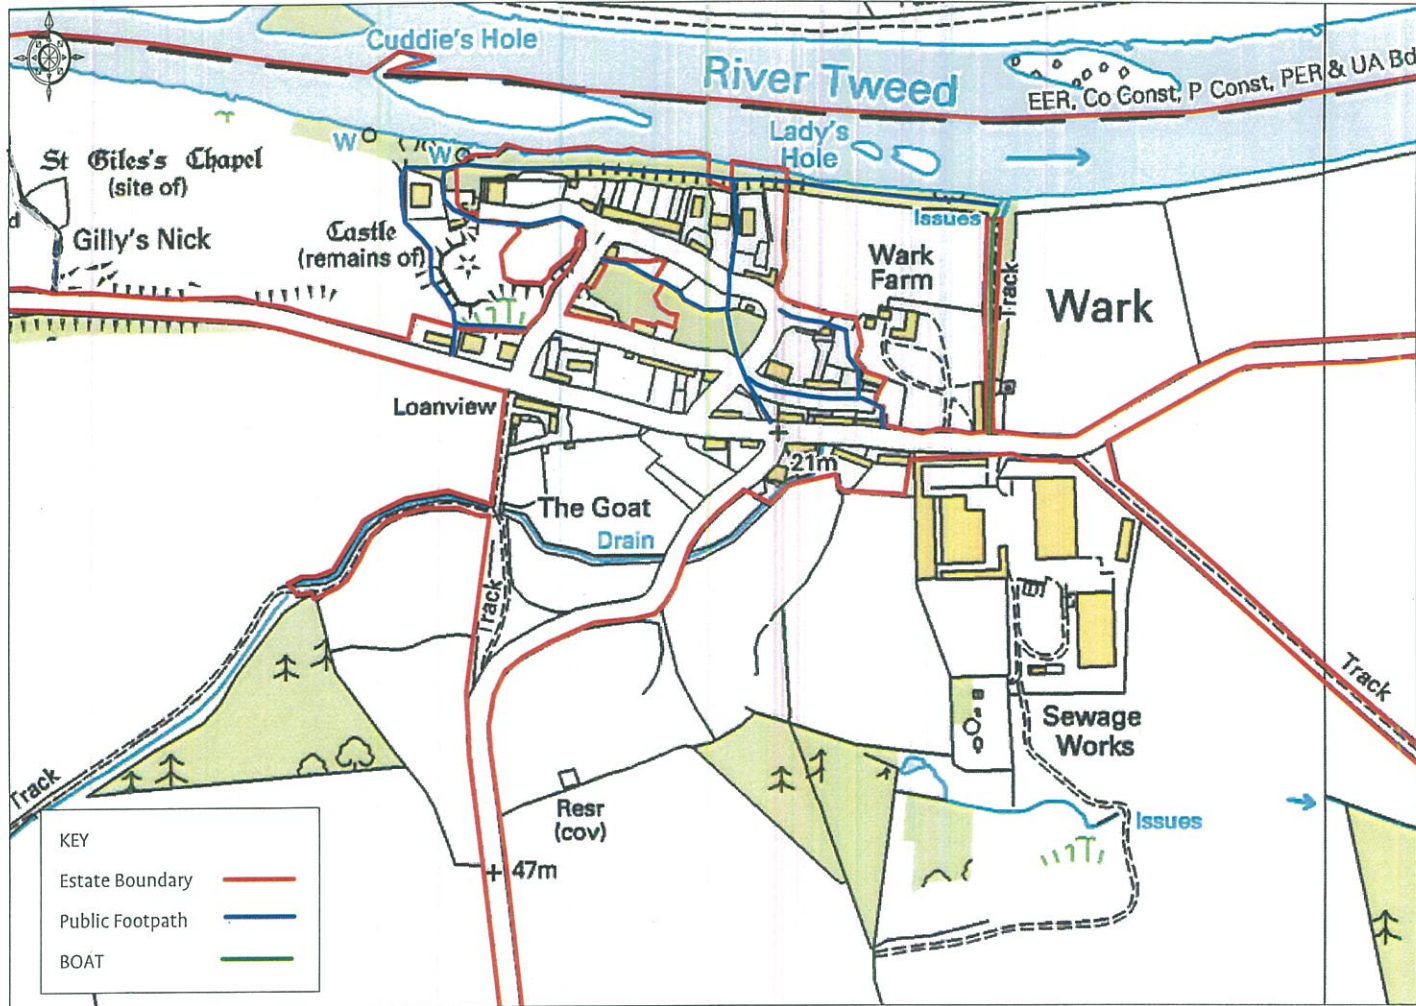 Cuddie's Hole
River Tweed
EER, Co Const, P Const, PER & UA Bd
Lady's
Hole
W
W
St Giles's Chapel
(site of)
d
Gilly's Nick
Castle
(remains of)
Issues
Wark
Farm
Track
Wark
Loanview
21m
The Goat
Drain
Track
Track
Sewage
Works
Track
Resr
(cov)
Issues
47m
KEY
Estate Boundary
Public Footpath
BOAT